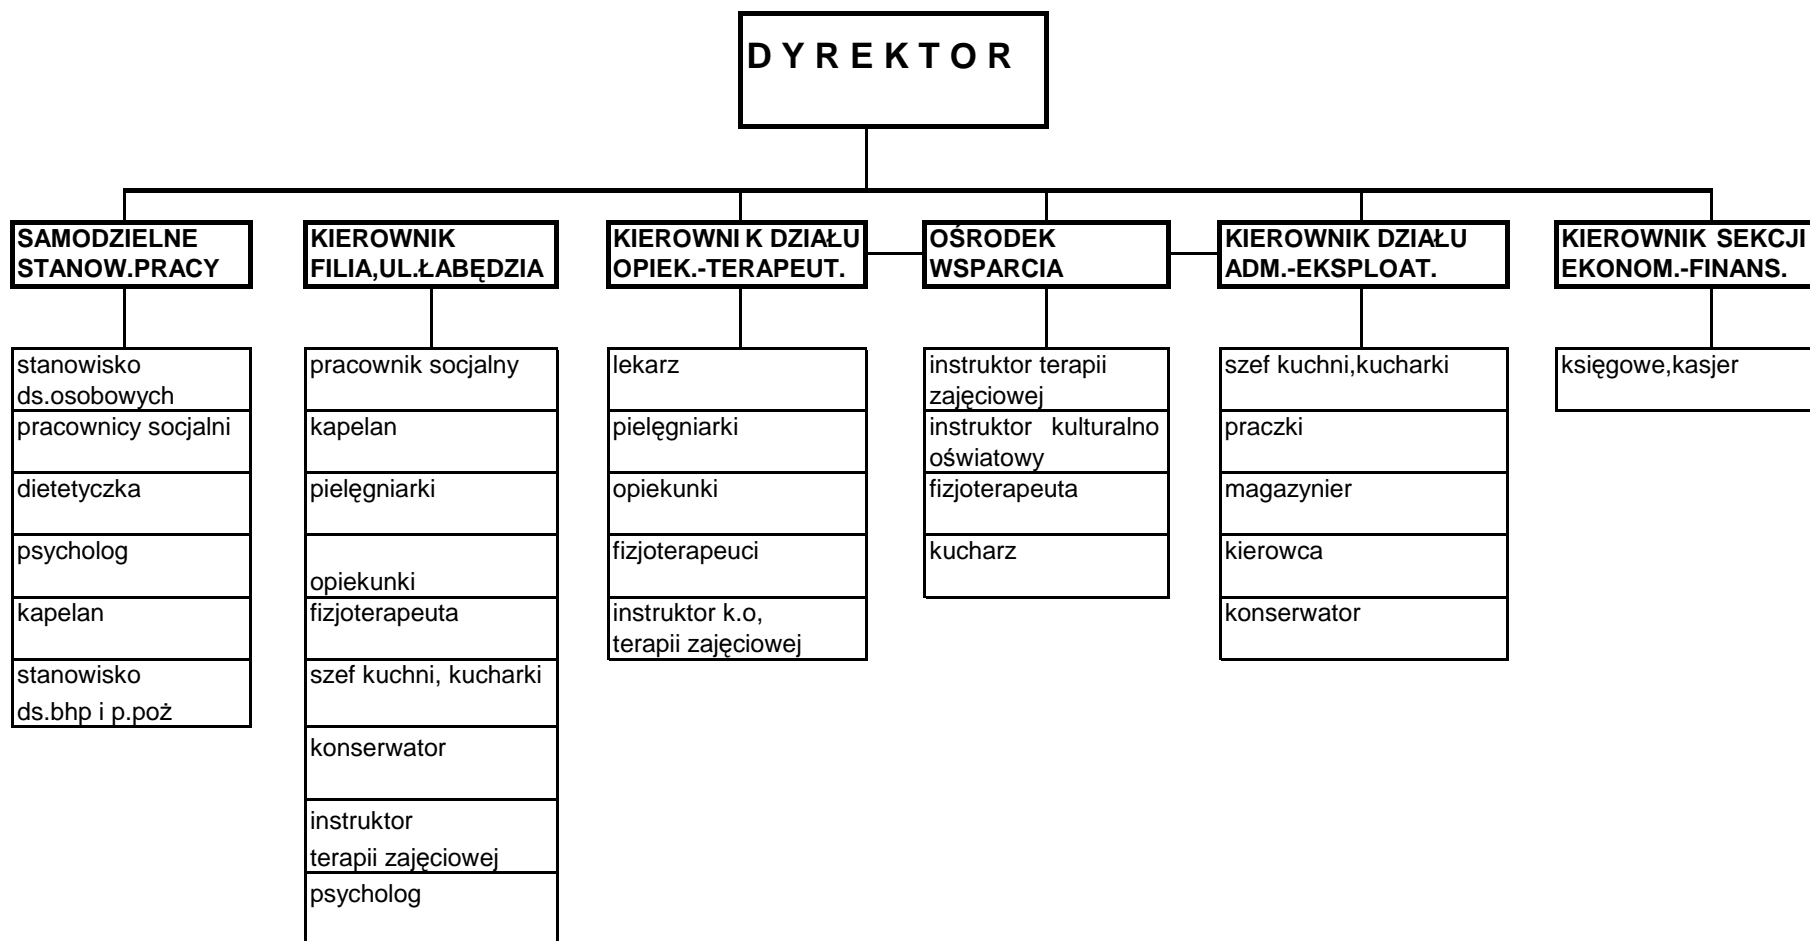 D Y R E K T O R
SAMODZIELNE
STANOW.PRACY
stanowisko
ds.osobowych
pracownicy socjalni
dietetyczka
psycholog
kapelan
stanowisko
ds.bhp i p.poż
KIEROWNIK
FILIA,UL.ŁABĘDZIA
pracownik socjalny
kapelan
pielęgniarki
opiekunki
fizjoterapeuta
szef kuchni, kucharki
konserwator
instruktor
terapii zajęciowej
psycholog
KIEROWNI K DZIAŁU
OPIEK.-TERAPEUT.
lekarz
pielęgniarki
opiekunki
fizjoterapeuci
instruktor k.o,
terapii zajęciowej
OŚRODEK
WSPARCIA
instruktor terapii
zajęciowej
instruktor kulturalno
oświatowy
fizjoterapeuta
kucharz
KIEROWNIK DZIAŁU
ADM.-EKSPLOAT.
szef kuchni,kucharki
praczki
magazynier
kierowca
konserwator
KIEROWNIK SEKCJI
EKONOM.-FINANS.
księgowe,kasjer